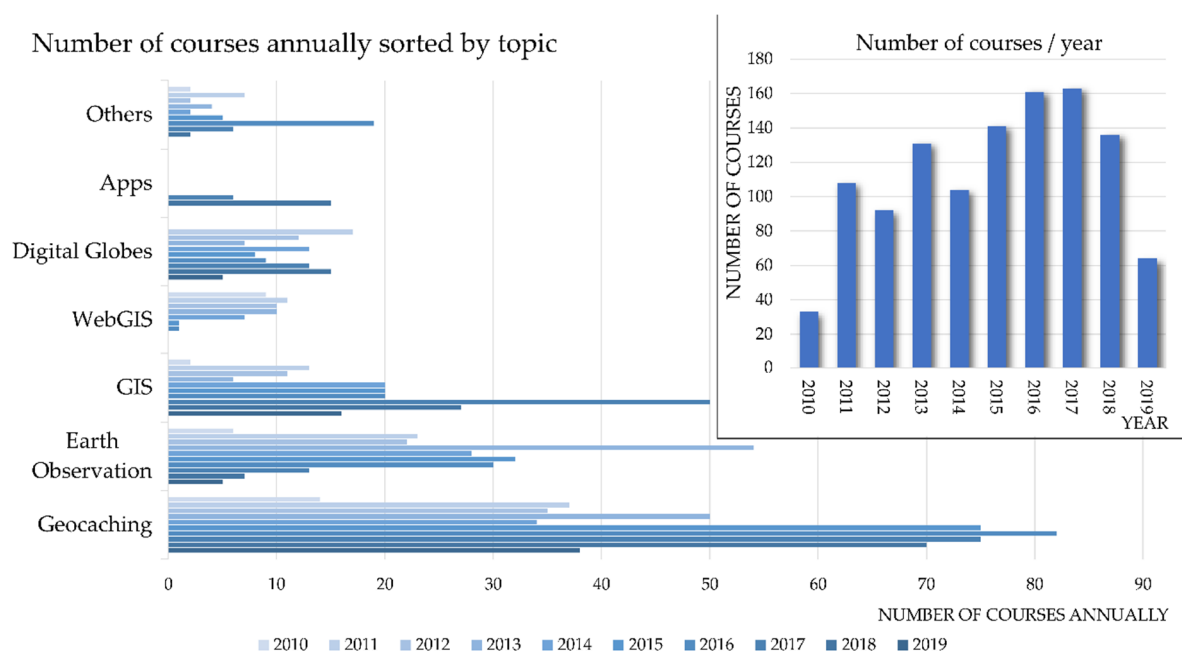 Number of courses annually sorted by topic
Others
Apps
Digital Globes
WebGIS
GIS
Earth
Observation
Geocaching
0 10 20 30 40 50 60 70 80 90
NUMBER OF COURSES ANNUALLY
2010 2011 2012 2013 2014 2015 2016 2017 2018 2019
Number of courses / year
NUMBER OF COURSES
180
160
140
120
100
80
60
40
20
0
2010 2011 2012 2013 2014 2015 2016 2017 2018 2019
YEAR